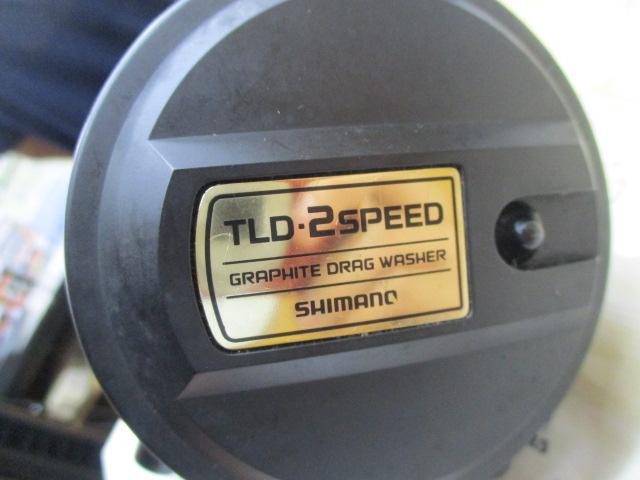 TLD·2SPEED
GRAPHITE DRAG WASHER
SHIMANO